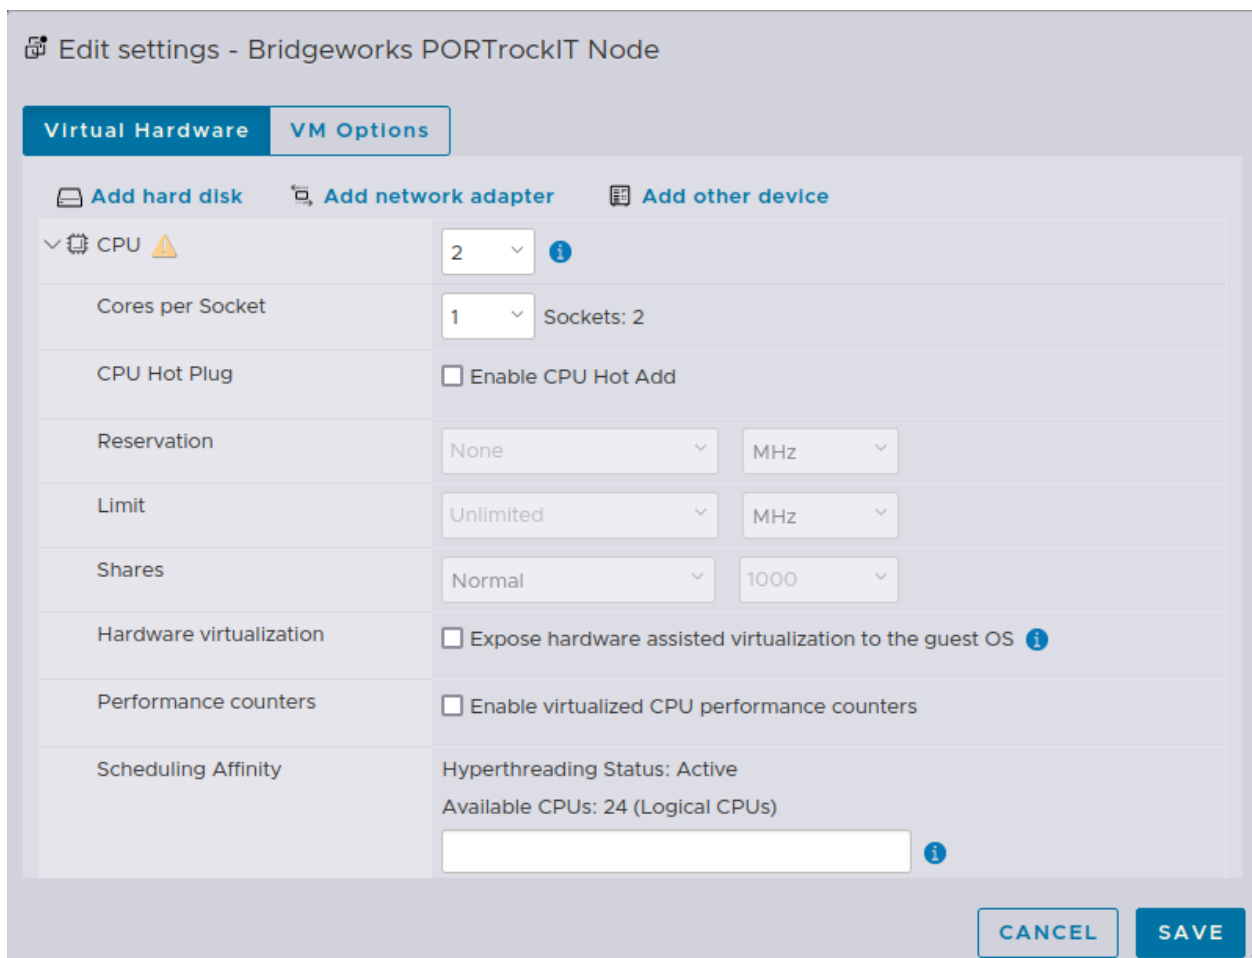 Edit settings - Bridgeworks PORTrockIT Node
Virtual Hardware VM Options
Add hard disk Add network adapter Add other device
CPU 2
Cores per Socket 1 Sockets: 2
CPU Hot Plug Enable CPU Hot Add
Reservation None MHz
Limit Unlimited MHz
Shares Normal 1000
Hardware virtualization Expose hardware assisted virtualization to the guest OS
Performance counters Enable virtualized CPU performance counters
Scheduling Affinity Hyperthreading Status: Active
Available CPUs: 24 (Logical CPUs)
CANCEL SAVE